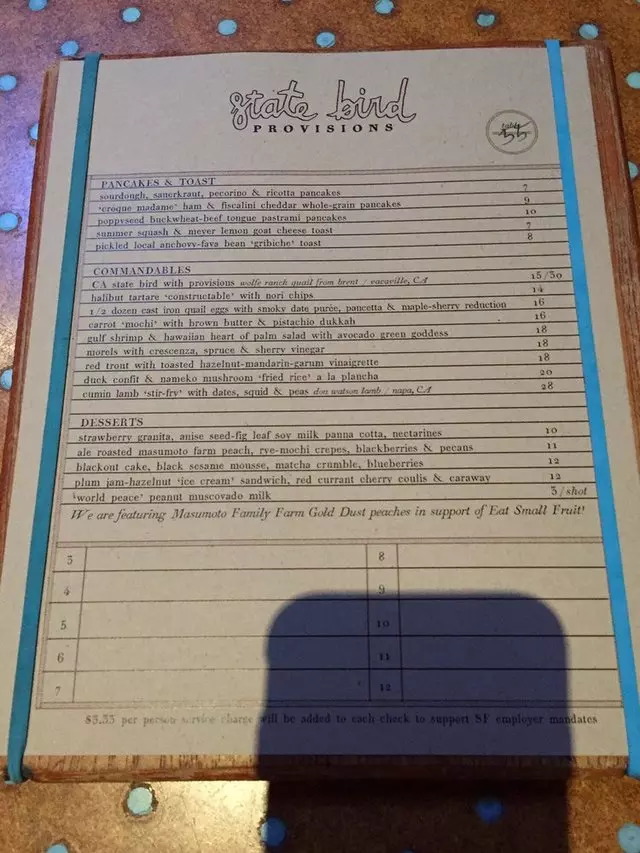 state bird
PROVISIONS
table
PANCAKES & TOAST
sourdough, sauerkraut, pecorino & ricotta pancakes 7
'croque madame' ham & fiscalini cheddar whole-grain pancakes 9
poppyseed buckwheat-beef tongue pastrami pancakes 10
summer squash & meyer lemon goat cheese toast 7
pickled local anchovy-fava bean 'gribiche' toast 8
COMMANDABLES
CA state bird with provisions wolfe ranch quail from brent / vacaville, CA 15/30
halibut tartare 'constructable' with nori chips 14
1/2 dozen cast iron quail eggs with smoky date purée, pancetta & maple-sherry reduction 16
carrot 'mochi' with brown butter & pistachio dukkah 16
gulf shrimp & hawaiian heart of palm salad with avocado green goddess 18
morels with crescenza, spruce & sherry vinegar 18
red trout with toasted hazelnut-mandarin-garum vinaigrette 18
duck confit & nameko mushroom 'fried rice' a la plancha 20
cumin lamb 'stir-fry' with dates, squid & peas don watson lamb / napa, CA 28
DESSERTS
strawberry granita, anise seed-fig leaf soy milk panna cotta, nectarines 10
ale roasted masumoto farm peach, rye-mochi crepes, blackberries & pecans 11
blackout cake, black sesame mousse, matcha crumble, blueberries 12
plum jam-hazelnut 'ice cream' sandwich, red currant cherry coulis & caraway 12
'world peace' peanut muscovado milk 3/shot
We are featuring Masumoto Family Farm Gold Dust peaches in support of Eat Small Fruit!
3 8
4 9
5 10
6 11
7 12
$3.35 per person service charge will be added to each check to support SF employer mandates